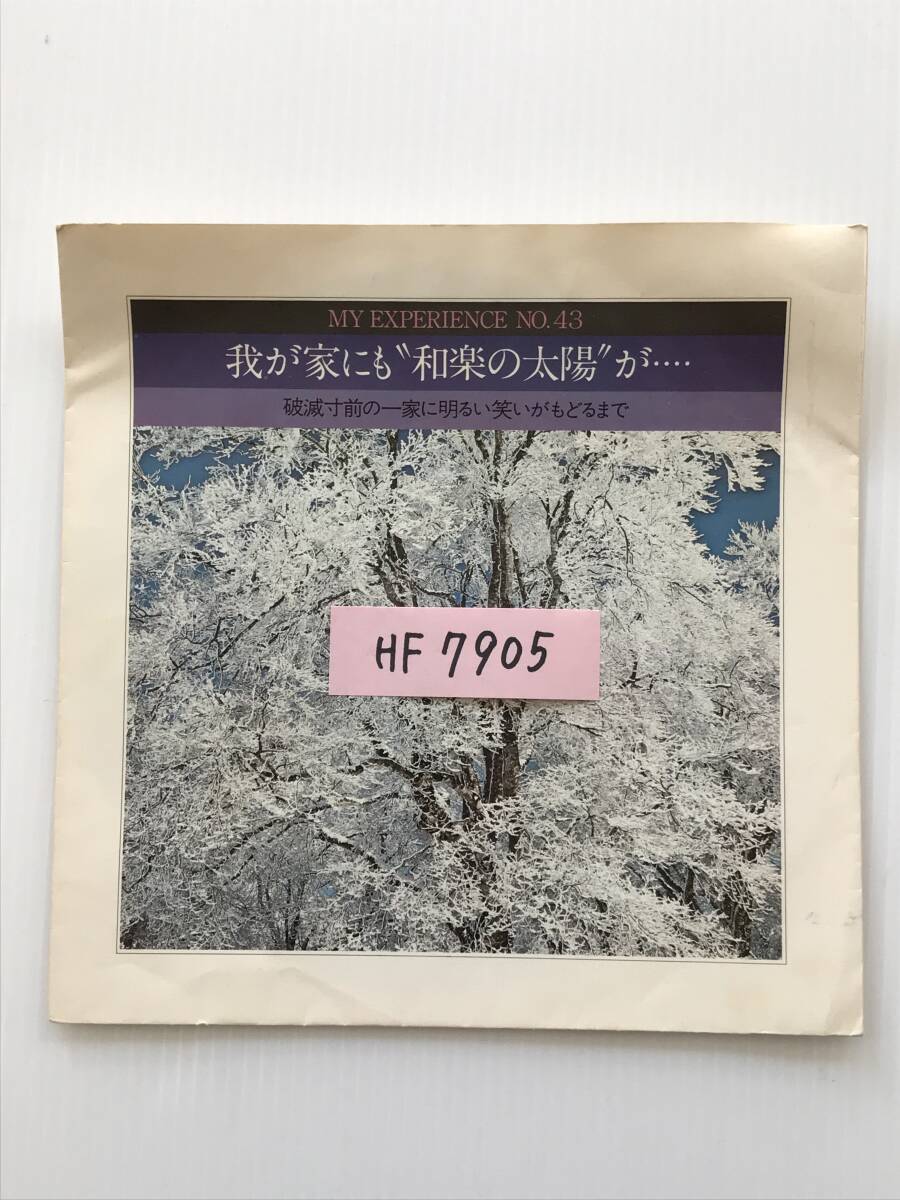 MY EXPERIENCE NO.43
我が家にも〝和楽の太陽〟が‥‥
破滅寸前の一家に明るい笑いがもどるまで
HF 7905